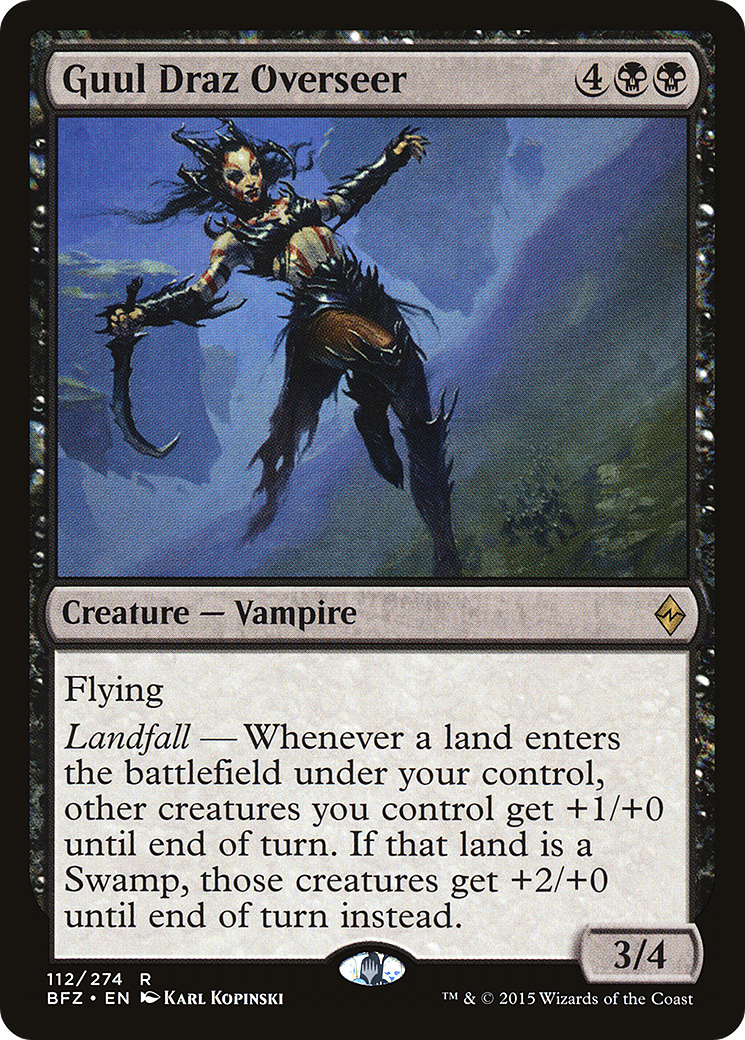 Guul Draz Overseer 4
Creature — Vampire
Flying
Landfall — Whenever a land enters
the battlefield under your control,
other creatures you control get +1/+0
until end of turn. If that land is a
Swamp, those creatures get +2/+0
until end of turn instead.
3/4
112/274 R
BFZ • EN Karl Kopinski
™ & © 2015 Wizards of the Coast